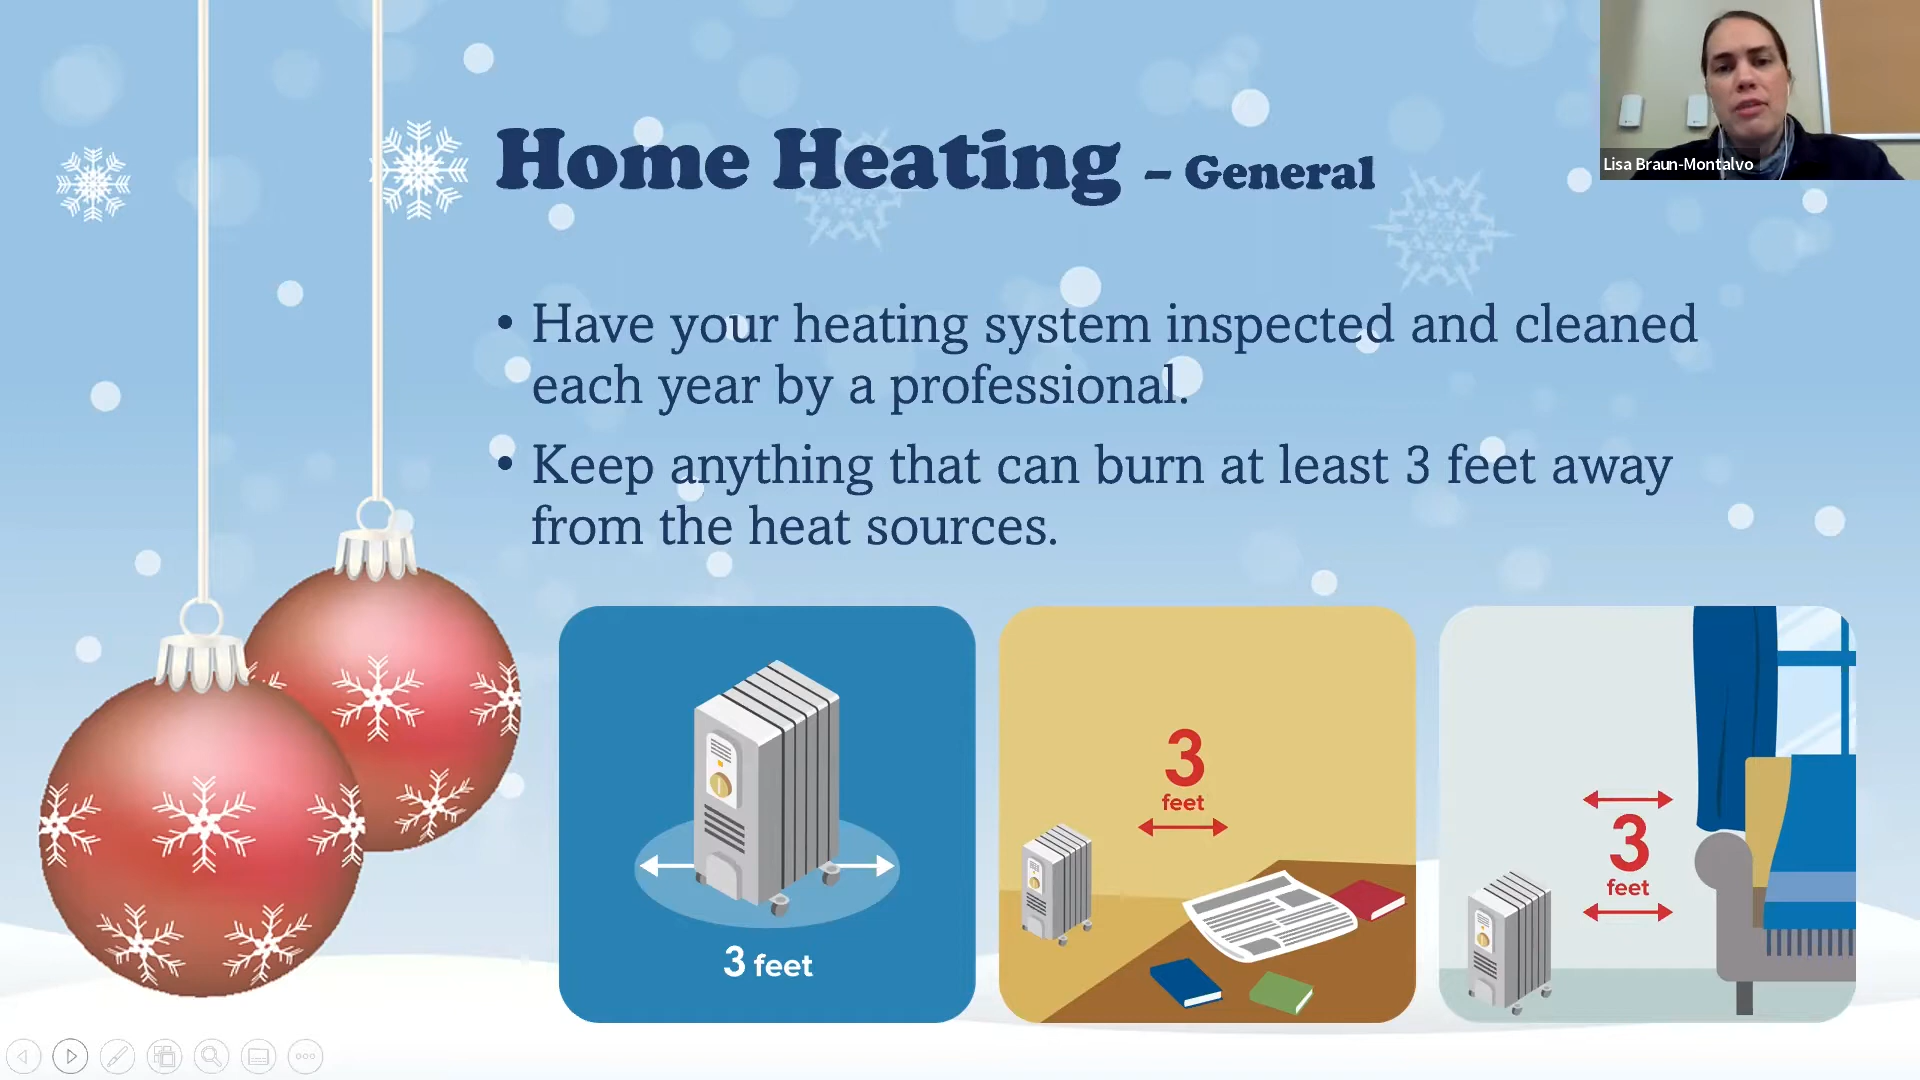 Home Heating – General
Lisa Braun-Montalvo
• Have your heating system inspected and cleaned
each year by a professional.
• Keep anything that can burn at least 3 feet away
from the heat sources.
3 feet
3
feet
3
feet